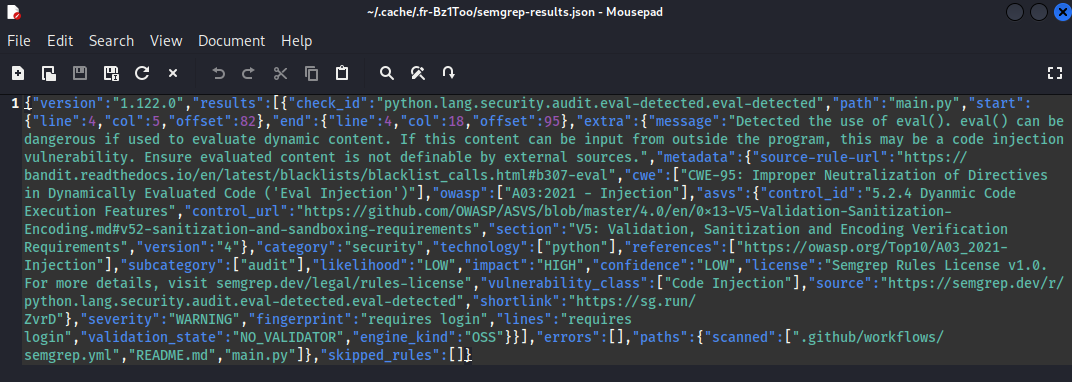 ~/.cache/.fr-Bz1Too/semgrep-results.json - Mousepad
File Edit Search View Document Help
1 {"version":"1.122.0","results":[{"check_id":"python.lang.security.audit.eval-detected.eval-detected","path":"main.py","start":
{"line":4,"col":5,"offset":82},"end":{"line":4,"col":18,"offset":95},"extra":{"message":"Detected the use of eval(). eval() can be
dangerous if used to evaluate dynamic content. If this content can be input from outside the program, this may be a code injection
vulnerability. Ensure evaluated content is not definable by external sources.","metadata":{"source-rule-url":"https://
bandit.readthedocs.io/en/latest/blacklists/blacklist_calls.html#b307-eval","cwe":["CWE-95: Improper Neutralization of Directives
in Dynamically Evaluated Code ('Eval Injection')"],"owasp":["A03:2021 - Injection"],"asvs":{"control_id":"5.2.4 Dyanmic Code
Execution Features","control_url":"https://github.com/OWASP/ASVS/blob/master/4.0/en/0x13-V5-Validation-Sanitization-
Encoding.md#v52-sanitization-and-sandboxing-requirements","section":"V5: Validation, Sanitization and Encoding Verification
Requirements","version":"4"},"category":"security","technology":["python"],"references":["https://owasp.org/Top10/A03_2021-
Injection"],"subcategory":["audit"],"likelihood":"LOW","impact":"HIGH","confidence":"LOW","license":"Semgrep Rules License v1.0.
For more details, visit semgrep.dev/legal/rules-license","vulnerability_class":["Code Injection"],"source":"https://semgrep.dev/r/
python.lang.security.audit.eval-detected.eval-detected","shortlink":"https://sg.run/
ZvrD"},"severity":"WARNING","fingerprint":"requires login","lines":"requires
login","validation_state":"NO_VALIDATOR","engine_kind":"OSS"}}],"errors":[],"paths":{"scanned":[".github/workflows/
semgrep.yml","README.md","main.py"]},"skipped_rules":[]}